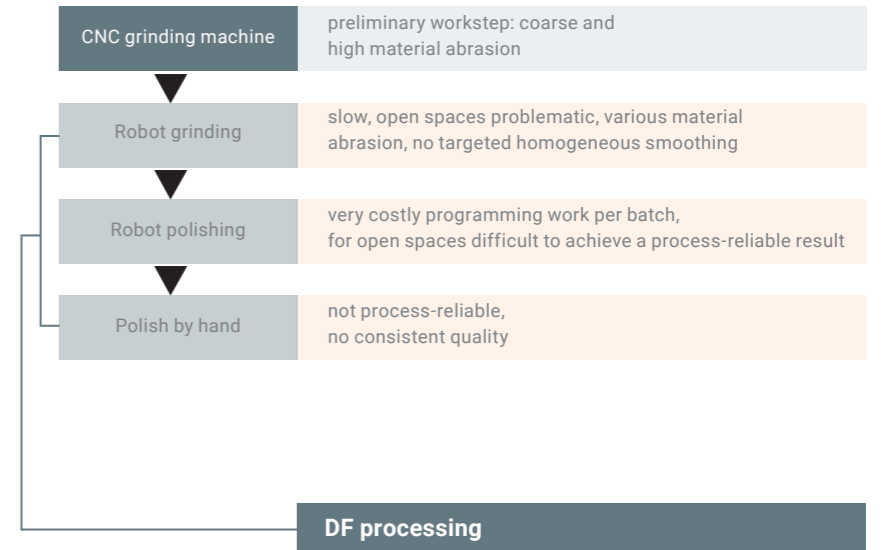 CNC grinding machine
preliminary workstep: coarse and
high material abrasion
Robot grinding
slow, open spaces problematic, various material
abrasion, no targeted homogeneous smoothing
Robot polishing
very costly programming work per batch,
for open spaces difficult to achieve a process-reliable result
Polish by hand
not process-reliable,
no consistent quality
DF processing